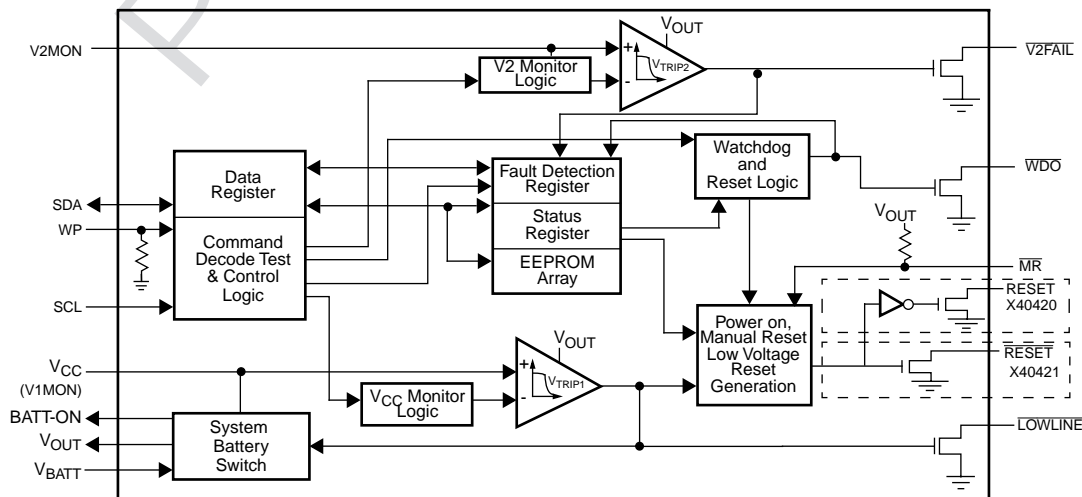 V2MON
V2 Monitor
Logic
+
-
VTRIP2
VOUT
V2FAIL
Data
Register
Command
Decode Test
& Control
Logic
SDA
WP
SCL
Fault Detection
Register
Status
Register
EEPROM
Array
Watchdog
and
Reset Logic
WDO
VOUT
MR
RESET
X40420
RESET
X40421
Power on,
Manual Reset
Low Voltage
Reset
Generation
VCC
(V1MON)
VCC Monitor
Logic
+
-
VTRIP1
VOUT
BATT-ON
VOUT
VBATT
System
Battery
Switch
LOWLINE